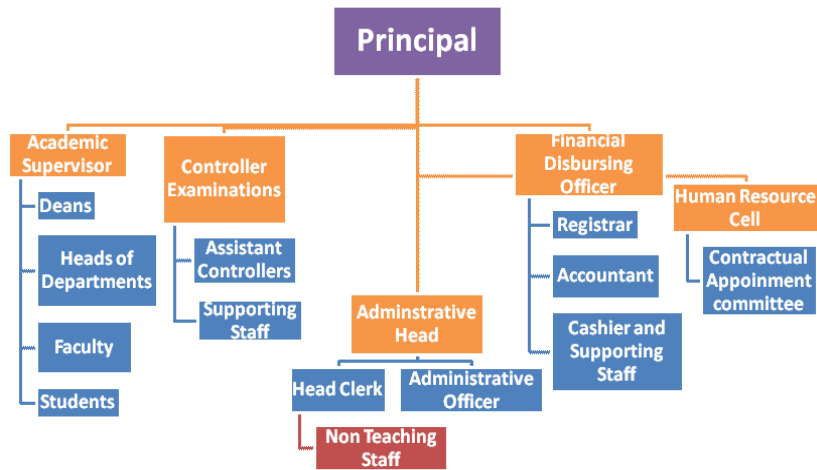 Principal
Academic
Supervisor
Deans
Heads of
Departments
Faculty
Students
Controller
Examinations
Assistant
Controllers
Supporting
Staff
Adminstrative
Head
Head Clerk
Non Teaching
Staff
Administrative
Officer
Financial
Disbursing
Officer
Registrar
Accountant
Cashier and
Supporting
Staff
Human Resource
Cell
Contractual
Appoinment
committee